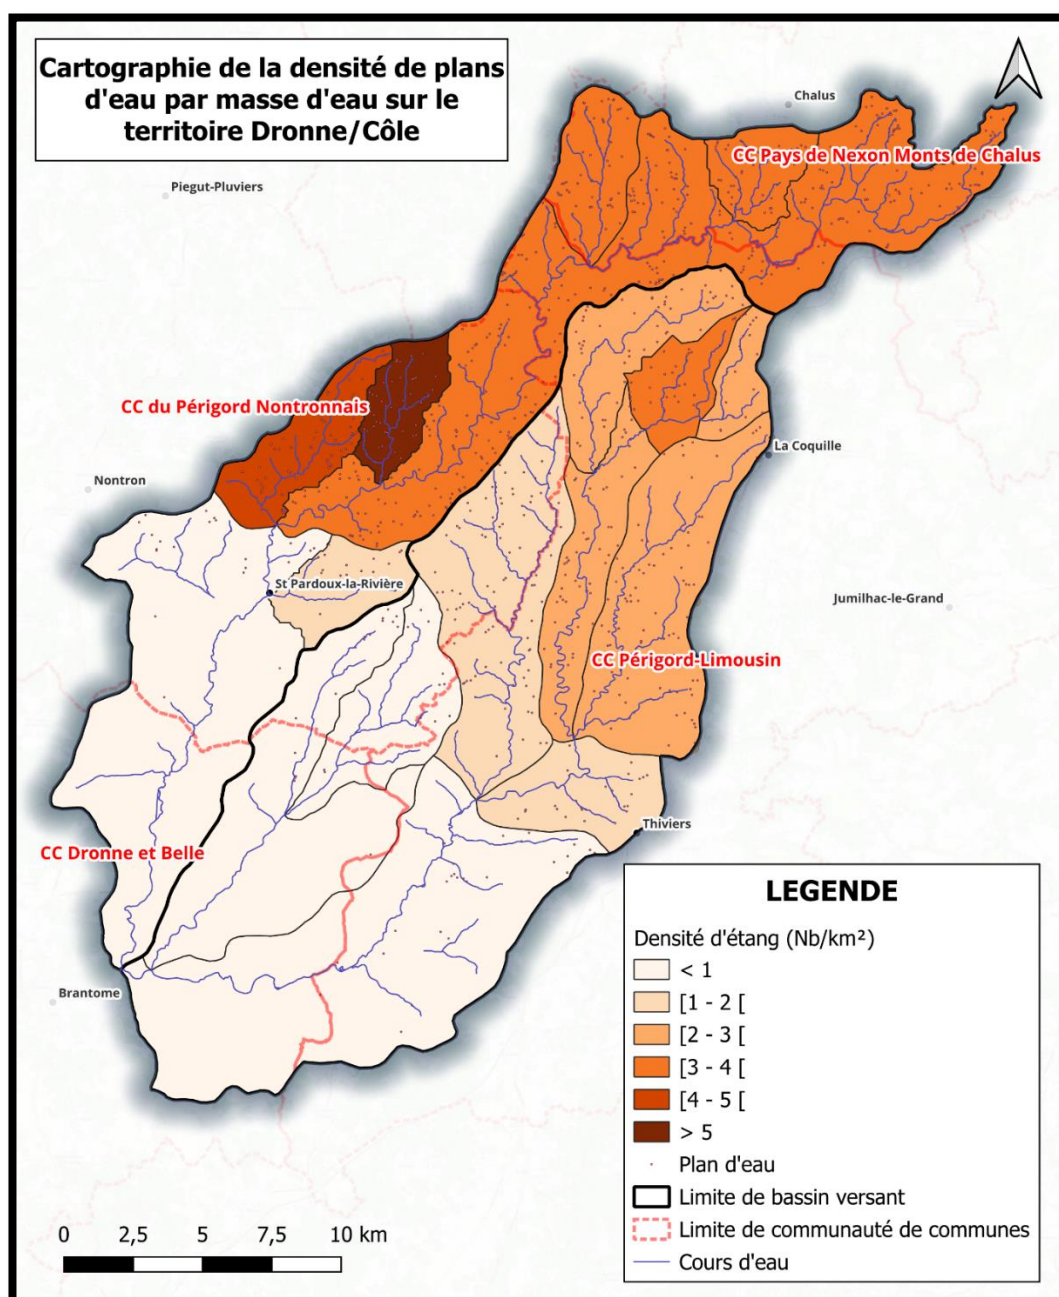 Cartographie de la densité de plans
d'eau par masse d'eau sur le
territoire Dronne/Côle
Chalus
CC Pays de Nexon Monts de Chalus
Piegut-Pluviers
CC du Périgord Nontronnais
La Coquille
Nontron
St Pardoux-la-Rivière
Jumilhac-le-Grand
CC Périgord-Limousin
Thiviers
CC Dronne et Belle
Brantome
LEGENDE
Densité d'étang (Nb/km²)
< 1
[1 - 2 [
[2 - 3 [
[3 - 4 [
[4 - 5 [
> 5
Plan d'eau
Limite de bassin versant
Limite de communauté de communes
Cours d'eau
0 2,5 5 7,5 10 km